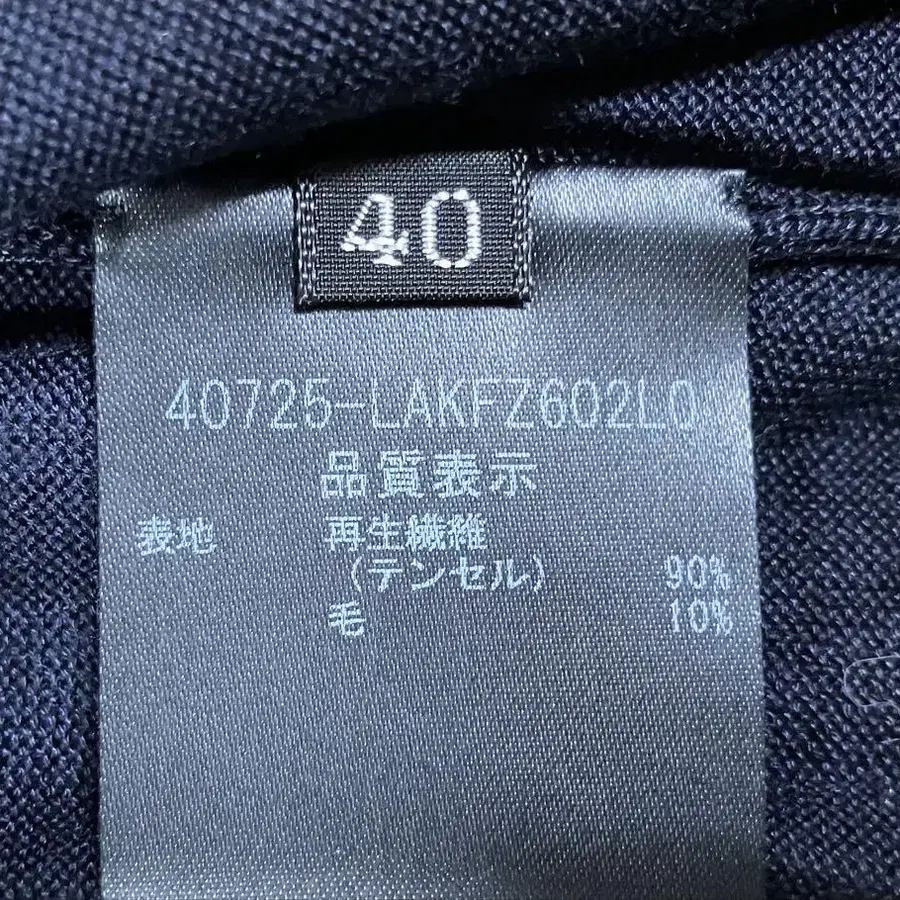 40
40725-LAKFZ602L0
品質表示
表地 再生繊維
(テンセル) 90%
毛 10%